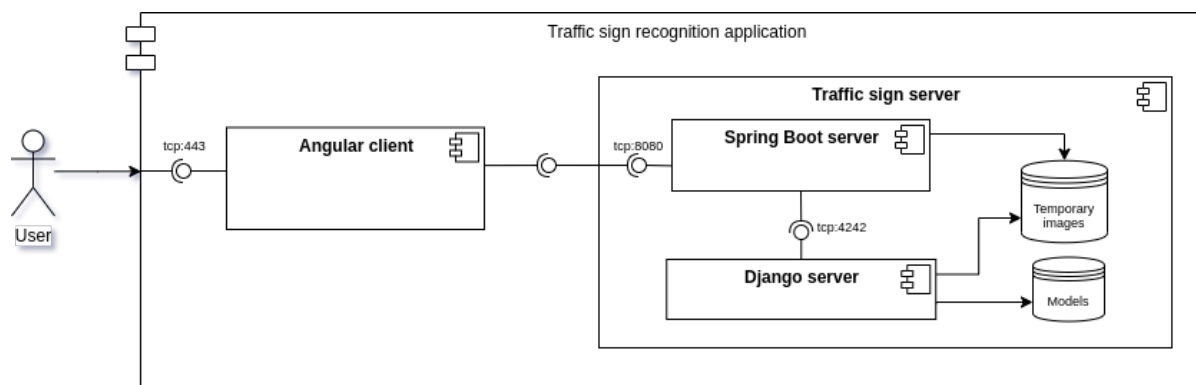 Traffic sign recognition application
Traffic sign server
Spring Boot server
Angular client
tcp:443
tcp:8080
User
Temporary
images
tcp:4242
Django server
Models